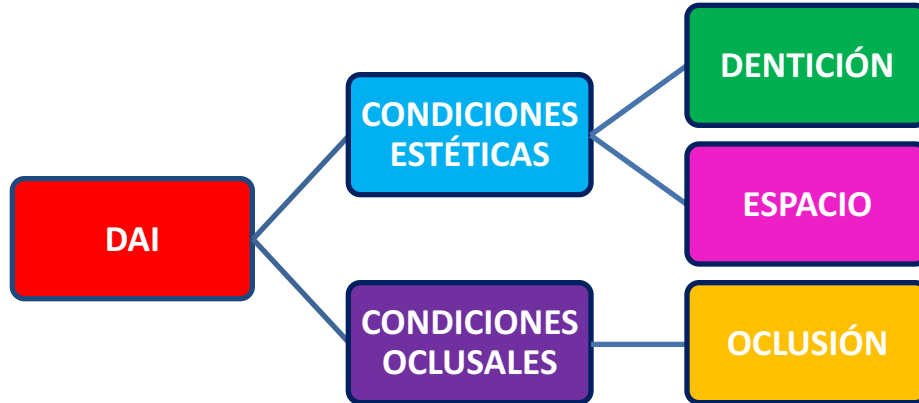 DAI
CONDICIONES
ESTÉTICAS
DENTICIÓN
ESPACIO
CONDICIONES
OCLUSALES
OCLUSIÓN